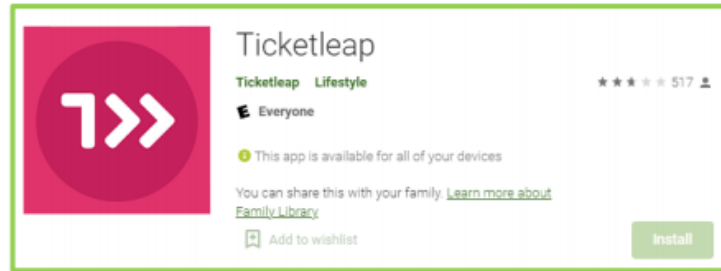 Ticketleap
Ticketleap Lifestyle
517
E Everyone
This app is available for all of your devices
You can share this with your family. Learn more about
Family Library
Add to wishlist
Install